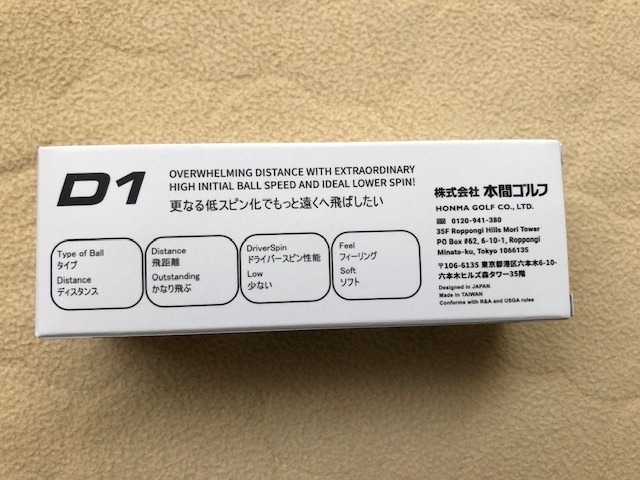 D1
OVERWHELMING DISTANCE WITH EXTRAORDINARY
HIGH INITIAL BALL SPEED AND IDEAL LOWER SPIN!
更なる低スピン化でもっと遠くへ飛ばしたい
Type of Ball
タイプ
Distance
ディスタンス
Distance
飛距離
Outstanding
かなり飛ぶ
DriverSpin
ドライバースピン性能
Low
少ない
Feel
フィーリング
Soft
ソフト
株式会社 本間ゴルフ
HONMA GOLF CO., LTD.
0120-941-380
35F Roppongi Hills Mori Tower
PO Box #62, 6-10-1, Roppongi
Minato-ku, Tokyo 1066135
〒106-6135 東京都港区六本木6-10-
六本木ヒルズ森タワー35階
Designed in JAPAN
Made in TAIWAN
Conforms with R&A and USGA rules